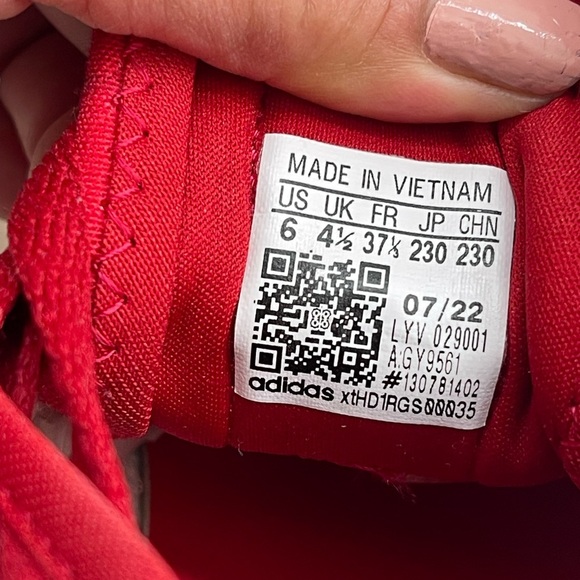 MADE IN VIETNAM
US UK FR JP CHN
6 4½ 37⅓ 230 230
07/22
LYV 029001
A:GY9561
#130781402
adidas xtHD1RGS00035